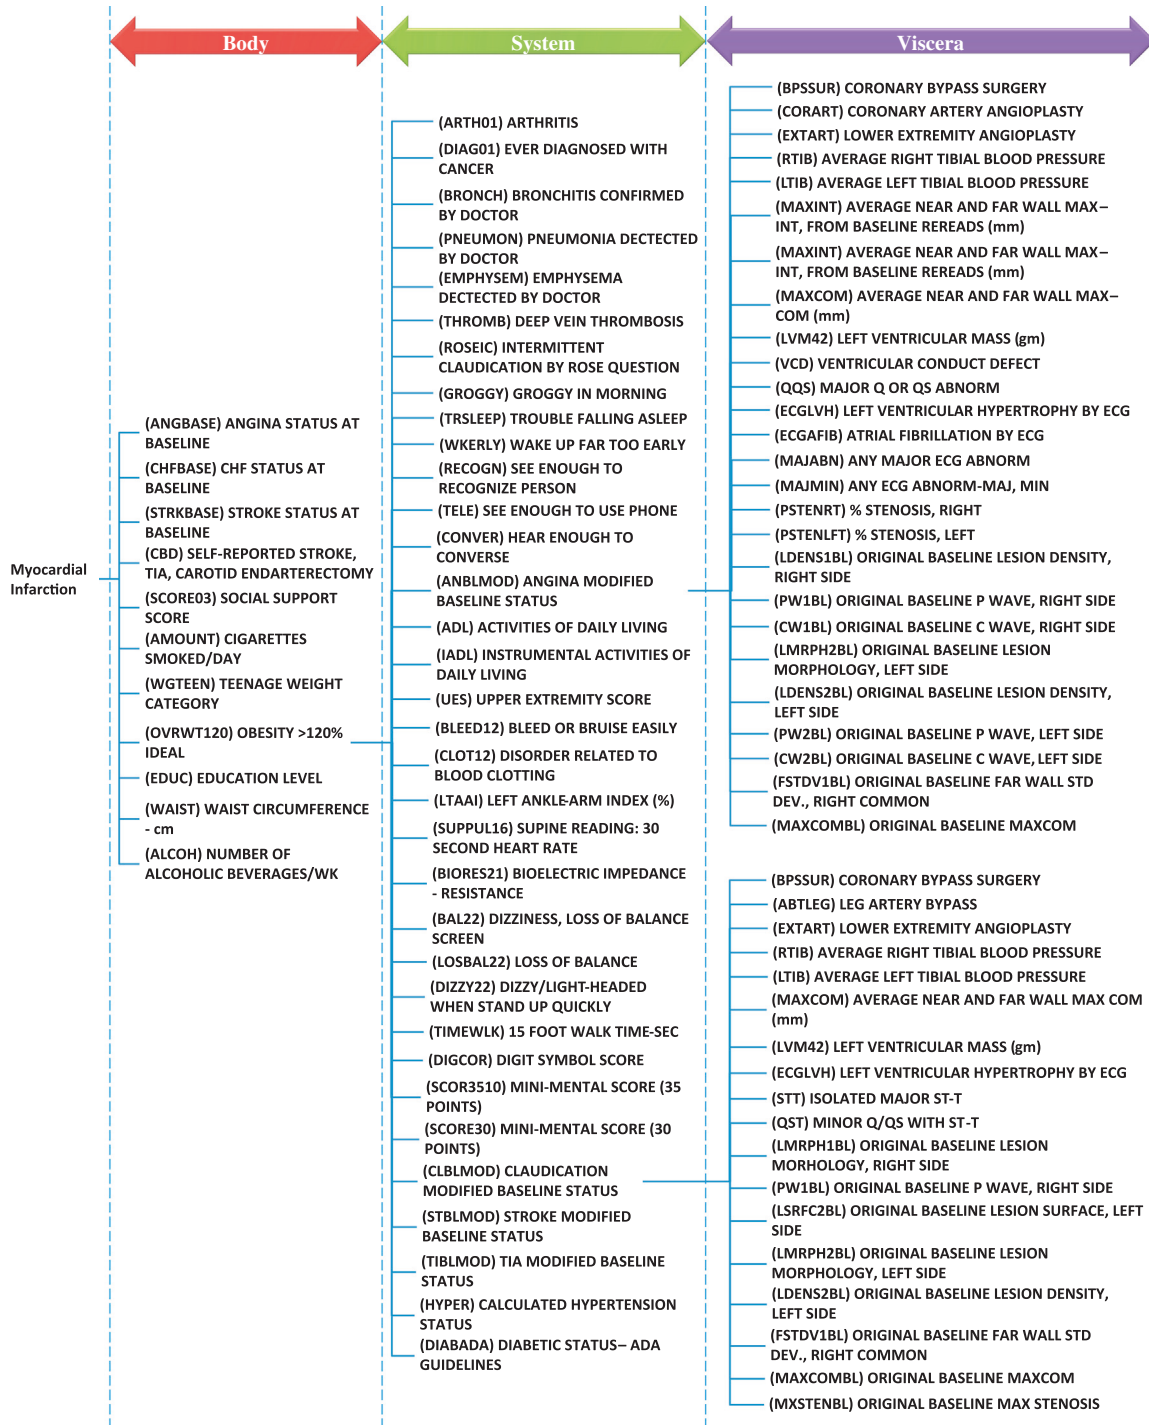 Body
System
Viscera
Myocardial
Infarction
(ANGBASE) ANGINA STATUS AT
BASELINE
(CHFBASE) CHF STATUS AT
BASELINE
(STRKBASE) STROKE STATUS AT
BASELINE
(CBD) SELF-REPORTED STROKE,
TIA, CAROTID ENDARTERECTOMY
(SCORE03) SOCIAL SUPPORT
SCORE
(AMOUNT) CIGARETTES
SMOKED/DAY
(WGTEEN) TEENAGE WEIGHT
CATEGORY
(OVRWT120) OBESITY >120%
IDEAL
(EDUC) EDUCATION LEVEL
(WAIST) WAIST CIRCUMFERENCE
- cm
(ALCOH) NUMBER OF
ALCOHOLIC BEVERAGES/WK
(ARTH01) ARTHRITIS
(DIAG01) EVER DIAGNOSED WITH
CANCER
(BRONCH) BRONCHITIS CONFIRMED
BY DOCTOR
(PNEUMON) PNEUMONIA DECTECTED
BY DOCTOR
(EMPHYSEM) EMPHYSEMA
DECTECTED BY DOCTOR
(THROMB) DEEP VEIN THROMBOSIS
(ROSEIC) INTERMITTENT
CLAUDICATION BY ROSE QUESTION
(GROGGY) GROGGY IN MORNING
(TRSLEEP) TROUBLE FALLING ASLEEP
(WKERLY) WAKE UP FAR TOO EARLY
(RECOGN) SEE ENOUGH TO
RECOGNIZE PERSON
(TELE) SEE ENOUGH TO USE PHONE
(CONVER) HEAR ENOUGH TO
CONVERSE
(ANBLMOD) ANGINA MODIFIED
BASELINE STATUS
(ADL) ACTIVITIES OF DAILY LIVING
(IADL) INSTRUMENTAL ACTIVITIES OF
DAILY LIVING
(UES) UPPER EXTREMITY SCORE
(BLEED12) BLEED OR BRUISE EASILY
(CLOT12) DISORDER RELATED TO
BLOOD CLOTTING
(LTAAI) LEFT ANKLE-ARM INDEX (%)
(SUPPUL16) SUPINE READING: 30
SECOND HEART RATE
(BIORES21) BIOELECTRIC IMPEDANCE
- RESISTANCE
(BAL22) DIZZINESS, LOSS OF BALANCE
SCREEN
(LOSBAL22) LOSS OF BALANCE
(DIZZY22) DIZZY/LIGHT-HEADED
WHEN STAND UP QUICKLY
(TIMEWLK) 15 FOOT WALK TIME-SEC
(DIGCOR) DIGIT SYMBOL SCORE
(SCOR3510) MINI-MENTAL SCORE (35
POINTS)
(SCORE30) MINI-MENTAL SCORE (30
POINTS)
(CLBLMOD) CLAUDICATION
MODIFIED BASELINE STATUS
(STBLMOD) STROKE MODIFIED
BASELINE STATUS
(TIBLMOD) TIA MODIFIED BASELINE
STATUS
(HYPER) CALCULATED HYPERTENSION
STATUS
(DIABADA) DIABETIC STATUS– ADA
GUIDELINES
(BPSSUR) CORONARY BYPASS SURGERY
(CORART) CORONARY ARTERY ANGIOPLASTY
(EXTART) LOWER EXTREMITY ANGIOPLASTY
(RTIB) AVERAGE RIGHT TIBIAL BLOOD PRESSURE
(LTIB) AVERAGE LEFT TIBIAL BLOOD PRESSURE
(MAXINT) AVERAGE NEAR AND FAR WALL MAX–
INT, FROM BASELINE REREADS (mm)
(MAXINT) AVERAGE NEAR AND FAR WALL MAX–
INT, FROM BASELINE REREADS (mm)
(MAXCOM) AVERAGE NEAR AND FAR WALL MAX–
COM (mm)
(LVM42) LEFT VENTRICULAR MASS (gm)
(VCD) VENTRICULAR CONDUCT DEFECT
(QQS) MAJOR Q OR QS ABNORM
(ECGLVH) LEFT VENTRICULAR HYPERTROPHY BY ECG
(ECGAFIB) ATRIAL FIBRILLATION BY ECG
(MAJABN) ANY MAJOR ECG ABNORM
(MAJMIN) ANY ECG ABNORM-MAJ, MIN
(PSTENRT) % STENOSIS, RIGHT
(PSTENLFT) % STENOSIS, LEFT
(LDENS1BL) ORIGINAL BASELINE LESION DENSITY,
RIGHT SIDE
(PW1BL) ORIGINAL BASELINE P WAVE, RIGHT SIDE
(CW1BL) ORIGINAL BASELINE C WAVE, RIGHT SIDE
(LMRPH2BL) ORIGINAL BASELINE LESION
MORPHOLOGY, LEFT SIDE
(LDENS2BL) ORIGINAL BASELINE LESION DENSITY,
LEFT SIDE
(PW2BL) ORIGINAL BASELINE P WAVE, LEFT SIDE
(CW2BL) ORIGINAL BASELINE C WAVE, LEFT SIDE
(FSTDV1BL) ORIGINAL BASELINE FAR WALL STD
DEV., RIGHT COMMON
(MAXCOMBL) ORIGINAL BASELINE MAXCOM
(BPSSUR) CORONARY BYPASS SURGERY
(ABTLEG) LEG ARTERY BYPASS
(EXTART) LOWER EXTREMITY ANGIOPLASTY
(RTIB) AVERAGE RIGHT TIBIAL BLOOD PRESSURE
(LTIB) AVERAGE LEFT TIBIAL BLOOD PRESSURE
(MAXCOM) AVERAGE NEAR AND FAR WALL MAX COM
(mm)
(LVM42) LEFT VENTRICULAR MASS (gm)
(ECGLVH) LEFT VENTRICULAR HYPERTROPHY BY ECG
(STT) ISOLATED MAJOR ST-T
(QST) MINOR Q/QS WITH ST-T
(LMRPH1BL) ORIGINAL BASELINE LESION
MORHOLOGY, RIGHT SIDE
(PW1BL) ORIGINAL BASELINE P WAVE, RIGHT SIDE
(LSRFC2BL) ORIGINAL BASELINE LESION SURFACE, LEFT
SIDE
(LMRPH2BL) ORIGINAL BASELINE LESION
MORPHOLOGY, LEFT SIDE
(LDENS2BL) ORIGINAL BASELINE LESION DENSITY,
LEFT SIDE
(FSTDV1BL) ORIGINAL BASELINE FAR WALL STD
DEV., RIGHT COMMON
(MAXCOMBL) ORIGINAL BASELINE MAXCOM
(MXSTENBL) ORIGINAL BASELINE MAX STENOSIS